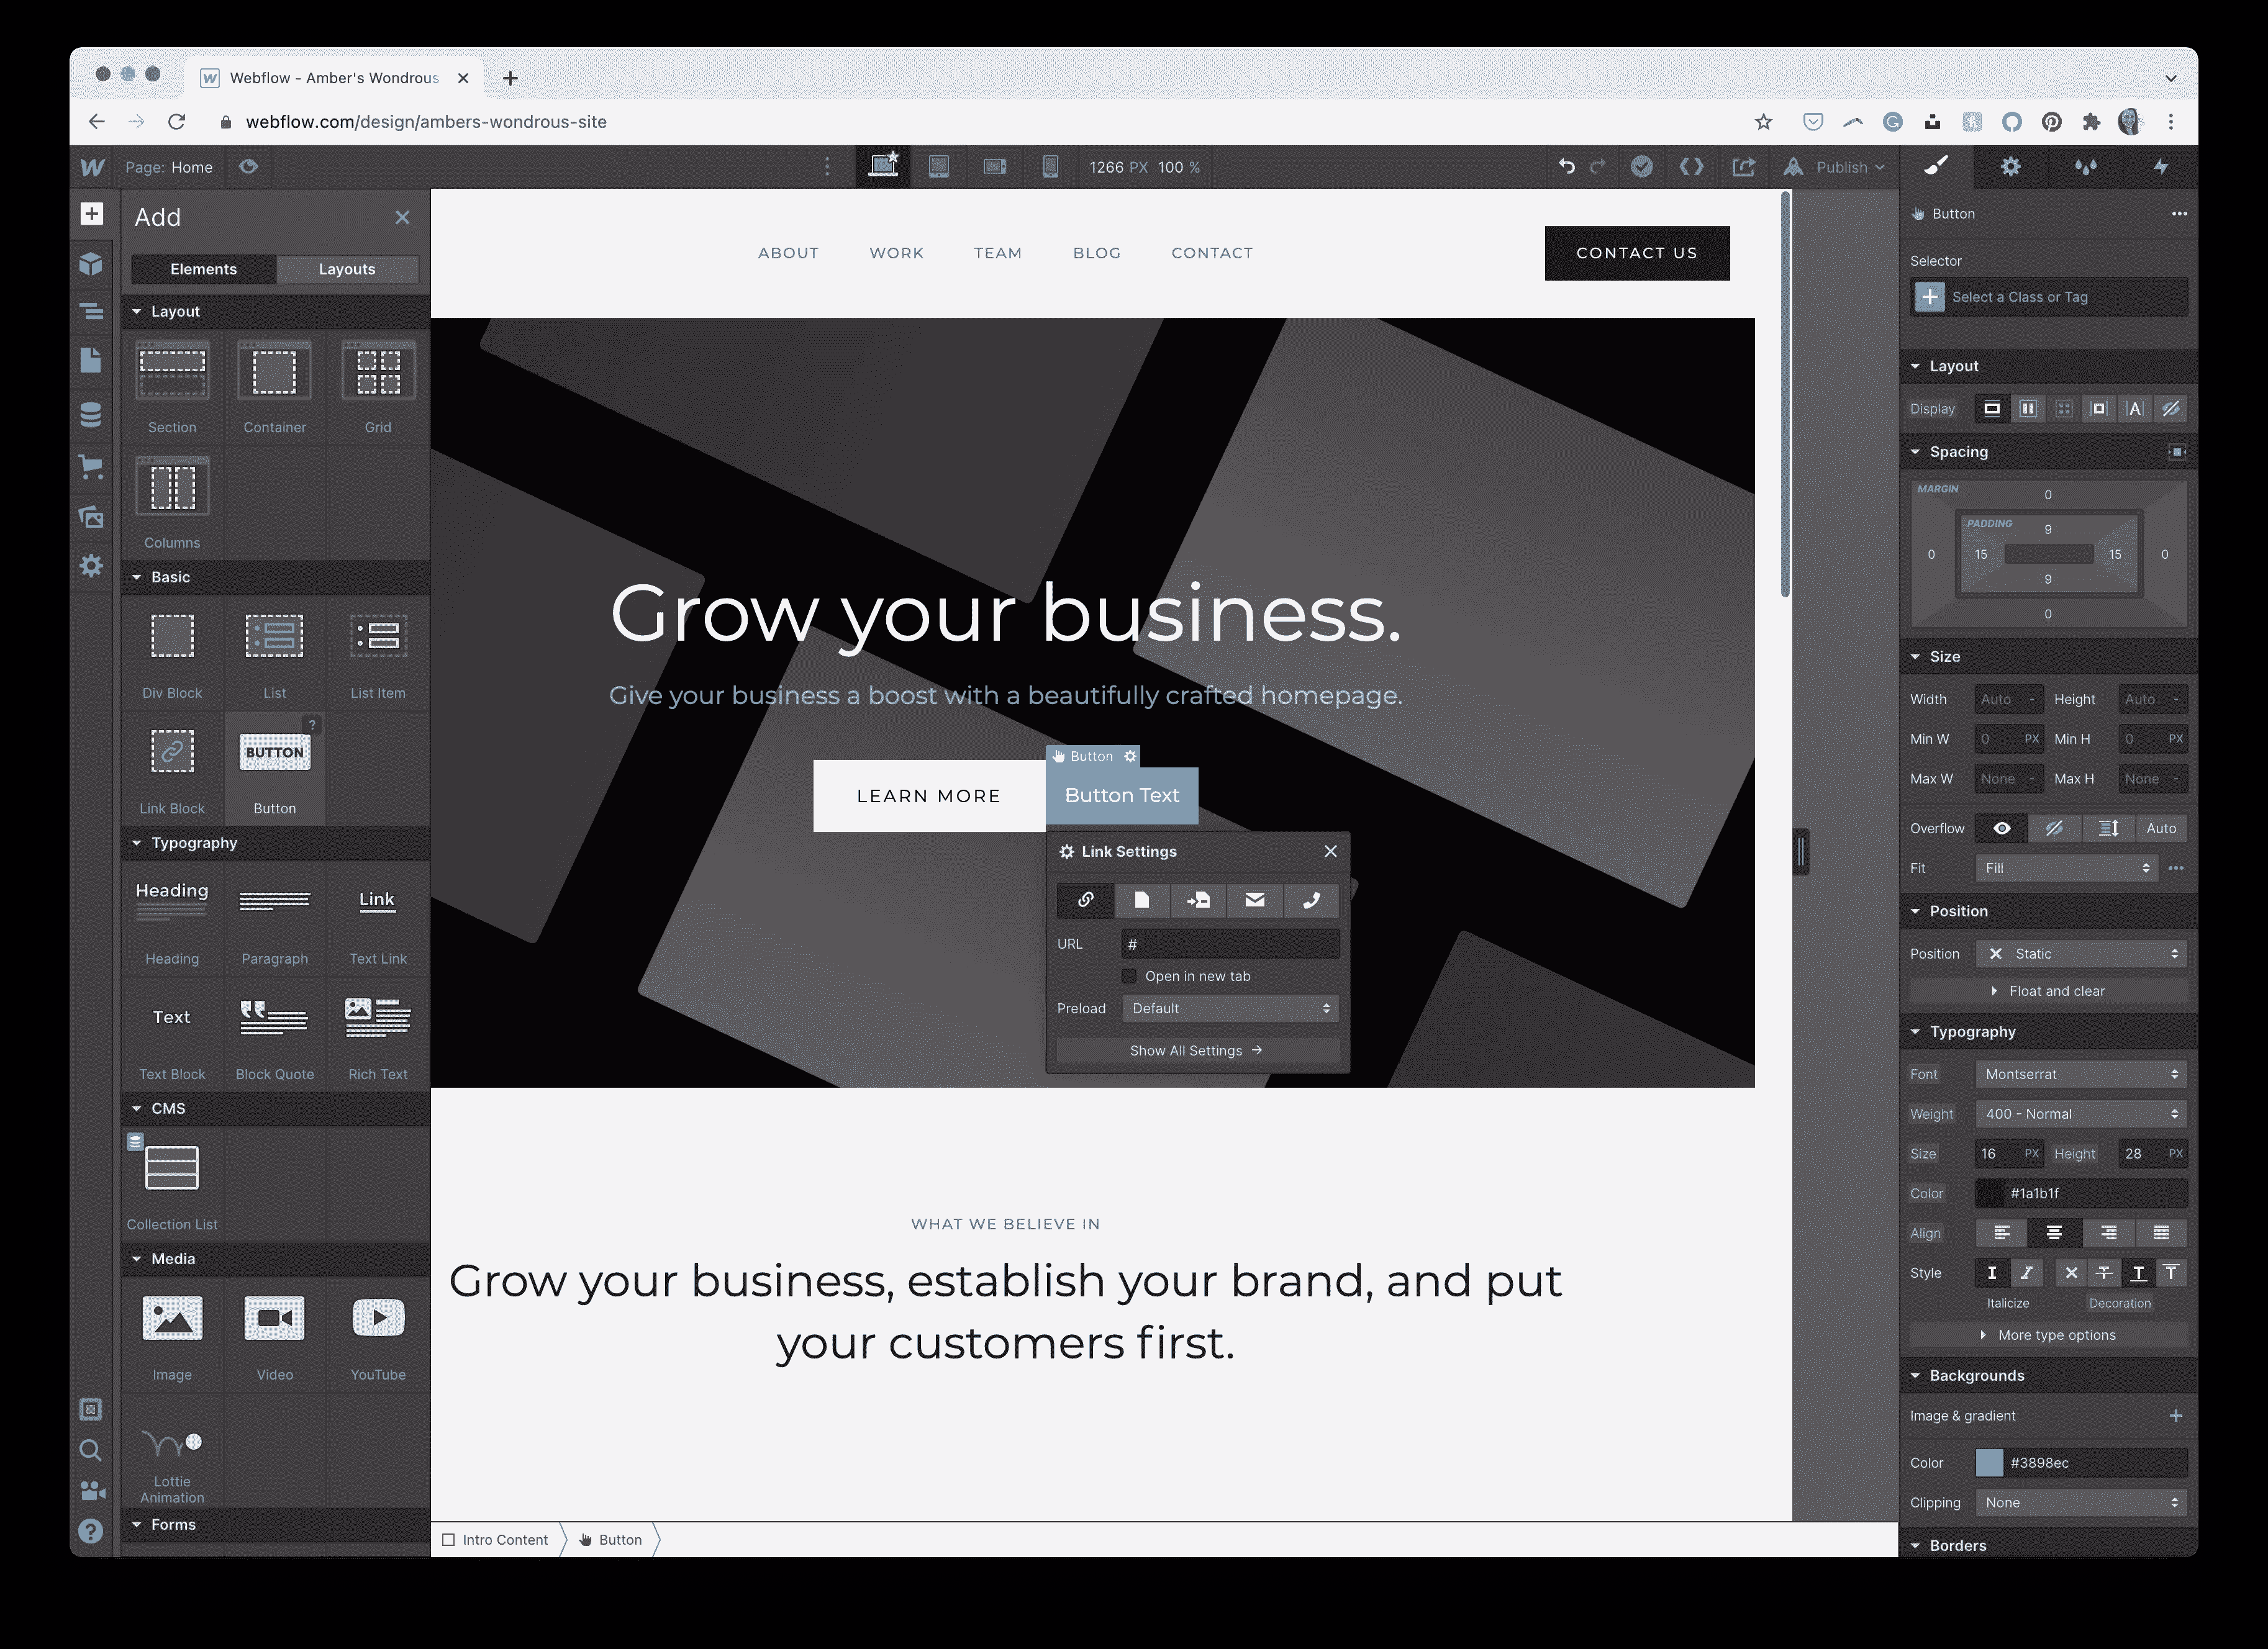 Webflow - Amber's Wondrous
webflow.com/design/ambers-wondrous-site
Page: Home
1266 PX 100 %
Publish
Add
Elements
Layouts
Layout
Section
Container
Grid
Columns
Basic
Div Block
List
List Item
BUTTON
?
Link Block
Button
Typography
Heading
Link
Heading
Paragraph
Text Link
Text
Text Block
Block Quote
Rich Text
CMS
Collection List
Media
Image
Video
YouTube
Lottie
Animation
Forms
ABOUT
WORK
TEAM
BLOG
CONTACT
CONTACT US
Grow your business.
Give your business a boost with a beautifully crafted homepage.
LEARN MORE
Button
Button Text
Link Settings
URL
#
Open in new tab
Preload
Default
Show All Settings
WHAT WE BELIEVE IN
Grow your business, establish your brand, and put
your customers first.
Intro Content
Button
Button
Selector
Select a Class or Tag
Layout
Display
Spacing
MARGIN
0
PADDING
9
0
15
15
0
9
0
Size
Width
Auto
-
Height
Auto
-
Min W
0
PX
Min H
0
PX
Max W
None
-
Max H
None
-
Overflow
Auto
Fit
Fill
Position
Position
Static
Float and clear
Typography
Font
Montserrat
Weight
400 - Normal
Size
16
PX
Height
28
PX
Color
#1a1b1f
Align
Style
Italicize
Decoration
More type options
Backgrounds
Image & gradient
Color
#3898ec
Clipping
None
Borders